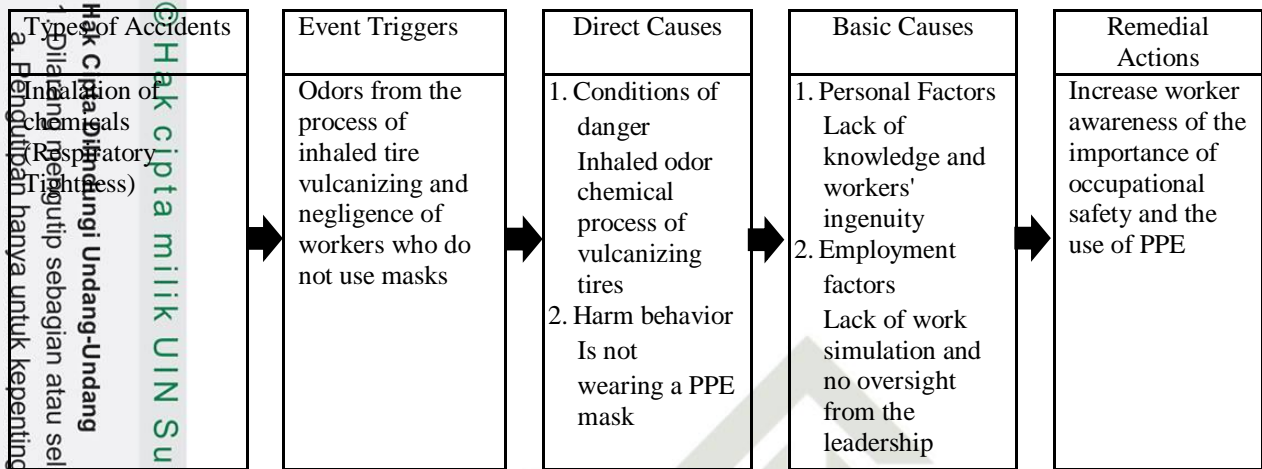 Types of Accidents
Inhalation of
chemicals
(Respiratory
Tightness)
Event Triggers
Odors from the
process of
inhaled tire
vulcanizing and
negligence of
workers who do
not use masks
Direct Causes
1. Conditions of
danger
Inhaled odor
chemical
process of
vulcanizing
tires
2. Harm behavior
Is not
wearing a PPE
mask
Basic Causes
1. Personal Factors
Lack of
knowledge and
workers'
ingenuity
2. Employment
factors
Lack of work
simulation and
no oversight
from the
leadership
Remedial
Actions
Increase worker
awareness of the
importance of
occupational
safety and the
use of PPE
© Hak cipta milik UIN Su
Hak Cipta Dilindungi Undang-Undang
1. Dilarang mengutip sebagian atau sel
a. Pengutipan hanya untuk kepenting